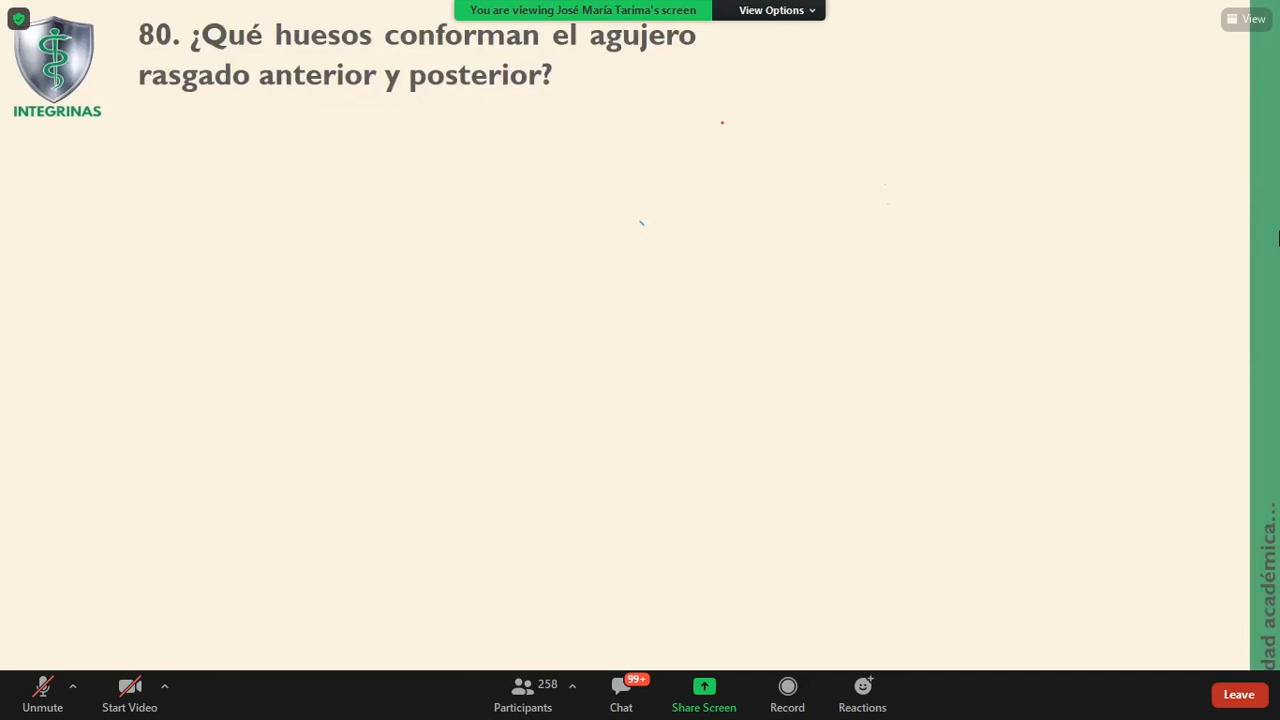 You are viewing José María Tarima's screen
View Options
View
80. ¿Qué huesos conforman el agujero
rasgado anterior y posterior?
INTEGRINAS
dad académica...
Unmute
Start Video
258
Participants
99+
Chat
Share Screen
Record
Reactions
Leave